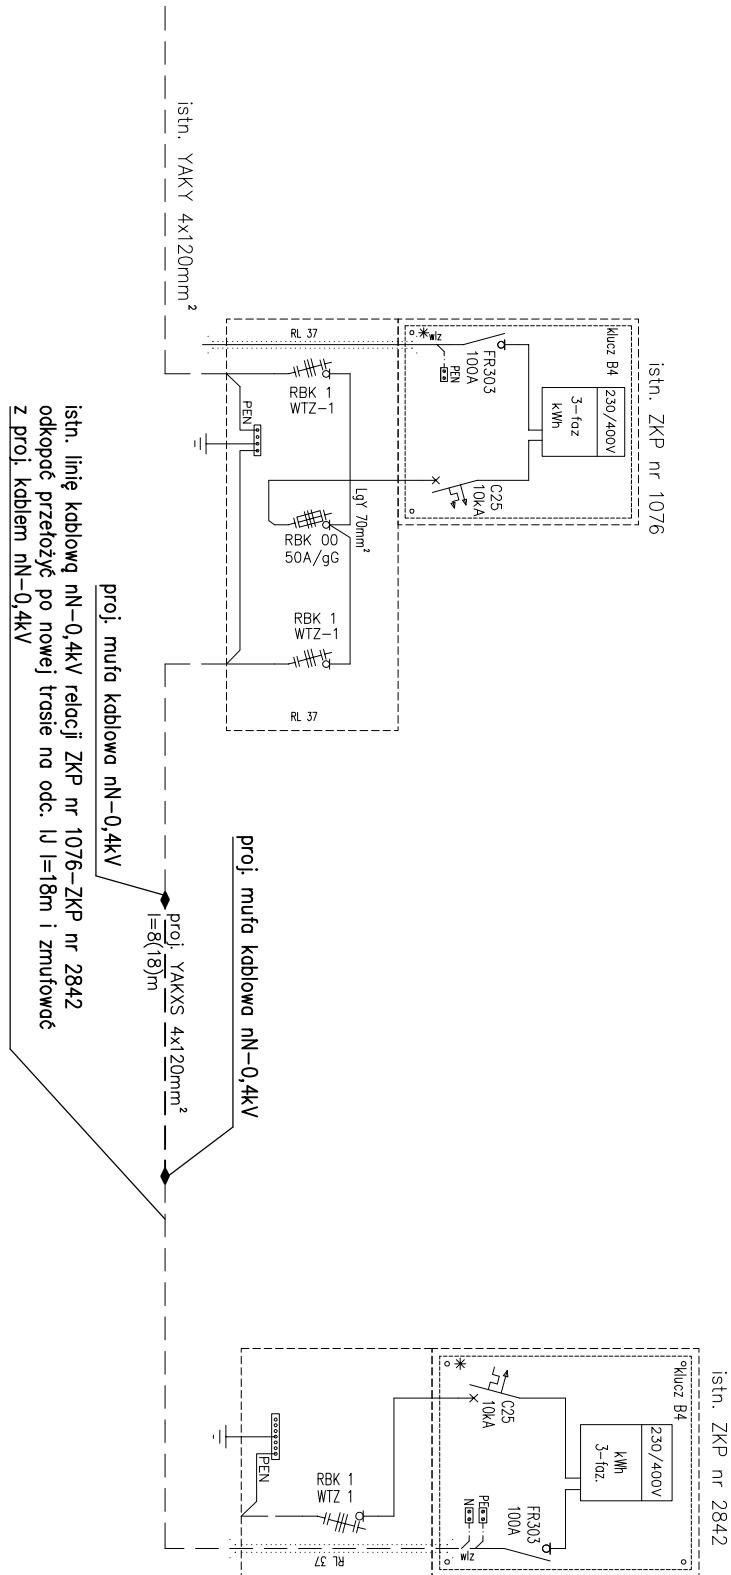 istn. YAKY 4x120mm²
istn. ZKP nr 1076
klucz B4
230/400V
3-faz
kWh
FR303
100A
wlz
PEN
C25
10kA
RL 37
RBK 1
WTZ-1
PEN
LgY 70mm²
RBK 00
50A/gG
RBK 1
WTZ-1
RL 37
proj. mufa kablowa nN-0,4kV
istn. linię kablową nN-0,4kV relacji ZKP nr 1076-ZKP nr 2842
odkopać przełożyć po nowej trasie na odc. IJ l=18m i zmufować
z proj. kablem nN-0,4kV
proj. YAKXS 4x120mm²
l=8(18)m
proj. mufa kablowa nN-0,4kV
istn. ZKP nr 2842
klucz B4
230/400V
kWh
3-faz.
C25
10kA
FR303
100A
PE
N
wlz
PEN
RBK 1
WTZ 1
RL 37